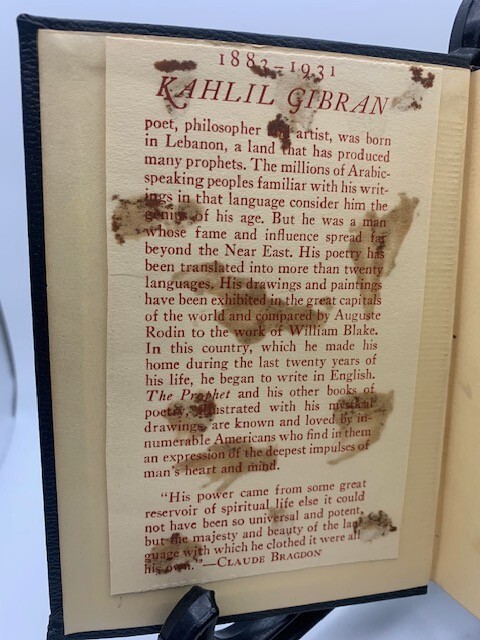 1883–1931
KAHLIL GIBRAN
poet, philosopher and artist, was born
in Lebanon, a land that has produced
many prophets. The millions of Arabic-
speaking peoples familiar with his writ-
ings in that language consider him the
genius of his age. But he was a man
whose fame and influence spread far
beyond the Near East. His poetry has
been translated into more than twenty
languages. His drawings and paintings
have been exhibited in the great capitals
of the world and compared by Auguste
Rodin to the work of William Blake.
In this country, which he made his
home during the last twenty years of
his life, he began to write in English.
The Prophet and his other books of
poetry, illustrated with his mystical
drawings, are known and loved by in-
numerable Americans who find in them
an expression of the deepest impulses of
man's heart and mind.
"His power came from some great
reservoir of spiritual life else it could
not have been so universal and potent,
but the majesty and beauty of the lan-
guage with which he clothed it were all
his own."—CLAUDE BRAGDON